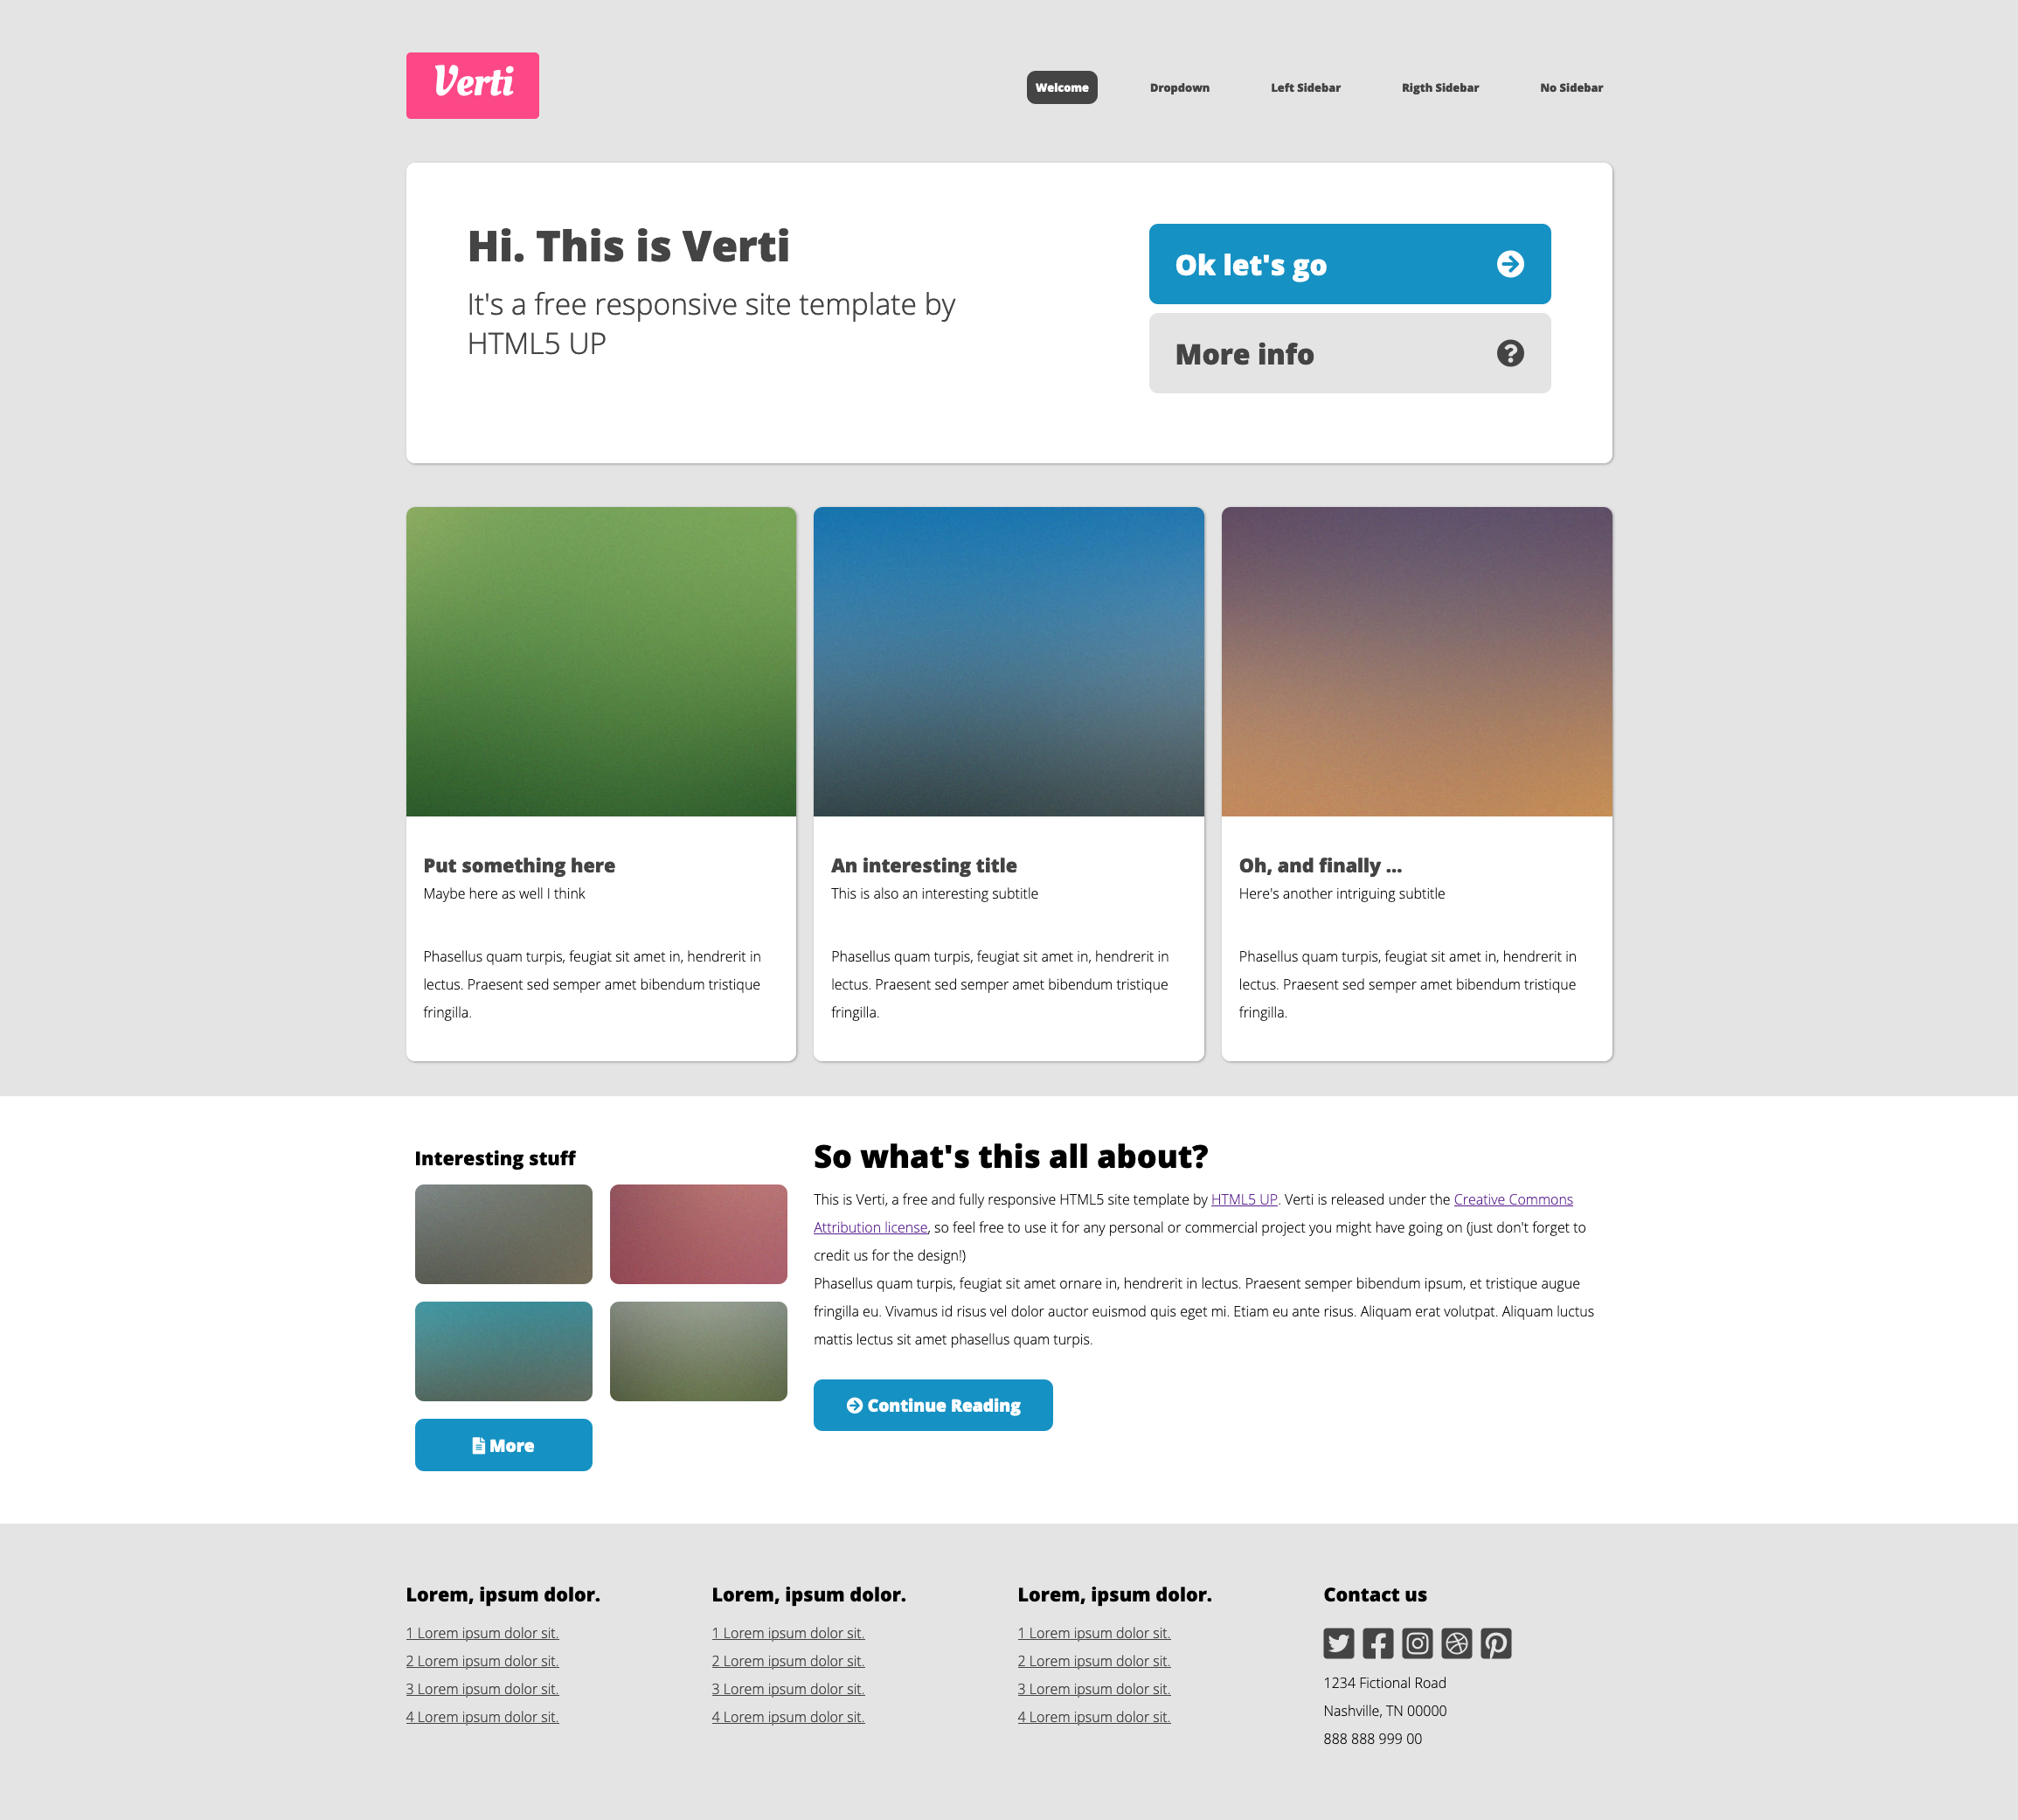 Verti
Welcome
Dropdown
Left Sidebar
Rigth Sidebar
No Sidebar
Hi. This is Verti
It's a free responsive site template by
HTML5 UP
Ok let's go
More info
Put something here
Maybe here as well I think
Phasellus quam turpis, feugiat sit amet in, hendrerit in
lectus. Praesent sed semper amet bibendum tristique
fringilla.
An interesting title
This is also an interesting subtitle
Phasellus quam turpis, feugiat sit amet in, hendrerit in
lectus. Praesent sed semper amet bibendum tristique
fringilla.
Oh, and finally ...
Here's another intriguing subtitle
Phasellus quam turpis, feugiat sit amet in, hendrerit in
lectus. Praesent sed semper amet bibendum tristique
fringilla.
Interesting stuff
More
So what's this all about?
This is Verti, a free and fully responsive HTML5 site template by HTML5 UP. Verti is released under the Creative Commons
Attribution license, so feel free to use it for any personal or commercial project you might have going on (just don't forget to
credit us for the design!)
Phasellus quam turpis, feugiat sit amet ornare in, hendrerit in lectus. Praesent semper bibendum ipsum, et tristique augue
fringilla eu. Vivamus id risus vel dolor auctor euismod quis eget mi. Etiam eu ante risus. Aliquam erat volutpat. Aliquam luctus
mattis lectus sit amet phasellus quam turpis.
Continue Reading
Lorem, ipsum dolor.
1 Lorem ipsum dolor sit.
2 Lorem ipsum dolor sit.
3 Lorem ipsum dolor sit.
4 Lorem ipsum dolor sit.
Lorem, ipsum dolor.
1 Lorem ipsum dolor sit.
2 Lorem ipsum dolor sit.
3 Lorem ipsum dolor sit.
4 Lorem ipsum dolor sit.
Lorem, ipsum dolor.
1 Lorem ipsum dolor sit.
2 Lorem ipsum dolor sit.
3 Lorem ipsum dolor sit.
4 Lorem ipsum dolor sit.
Contact us
1234 Fictional Road
Nashville, TN 00000
888 888 999 00